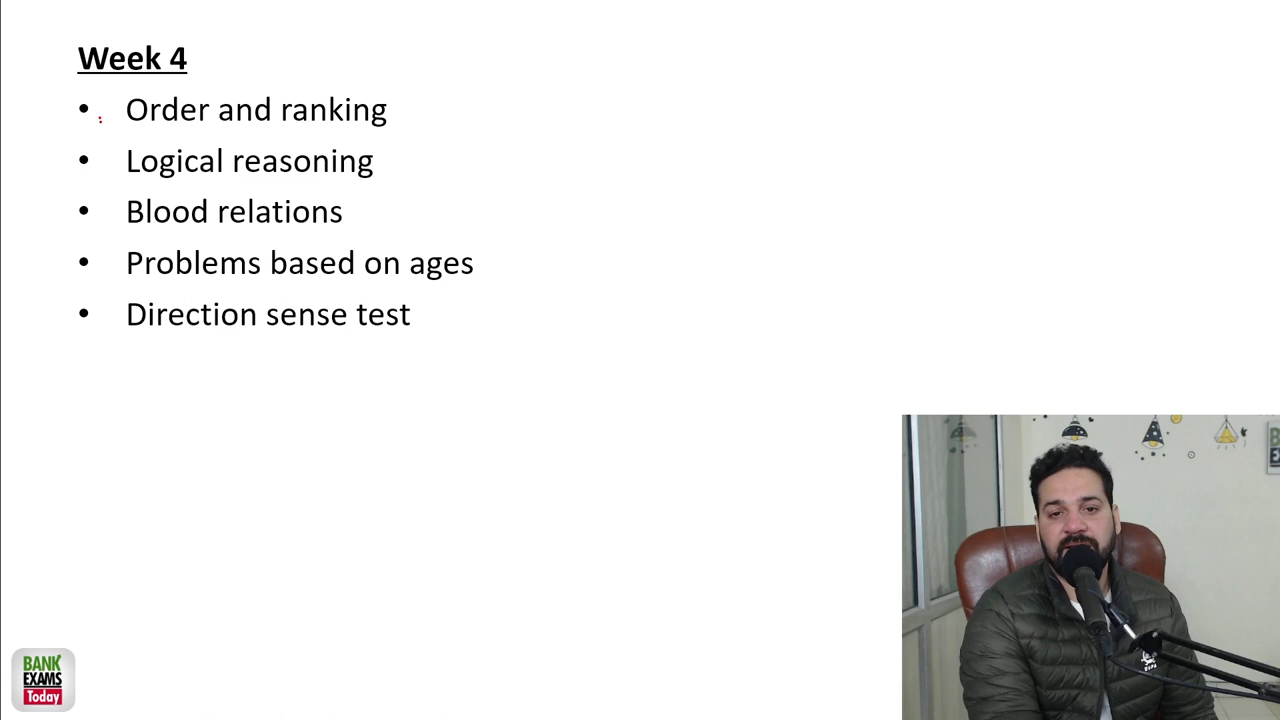 Week 4
• Order and ranking
• Logical reasoning
• Blood relations
• Problems based on ages
• Direction sense test
BANK
EXAMS
Today